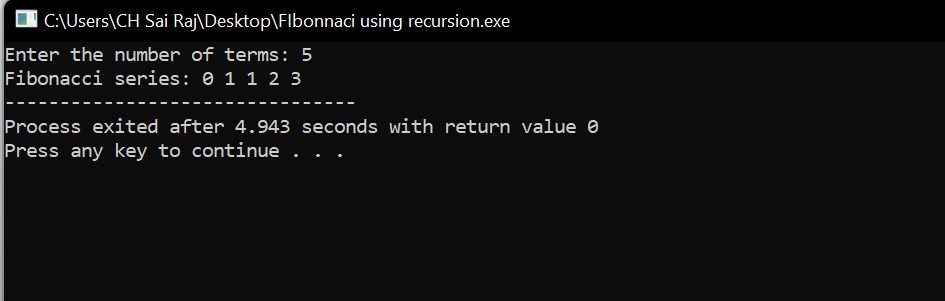 C:\Users\CH Sai Raj\Desktop\FIbonnaci using recursion.exe
Enter the number of terms: 5
Fibonacci series: 0 1 1 2 3
--------------------------------
Process exited after 4.943 seconds with return value 0
Press any key to continue . . .